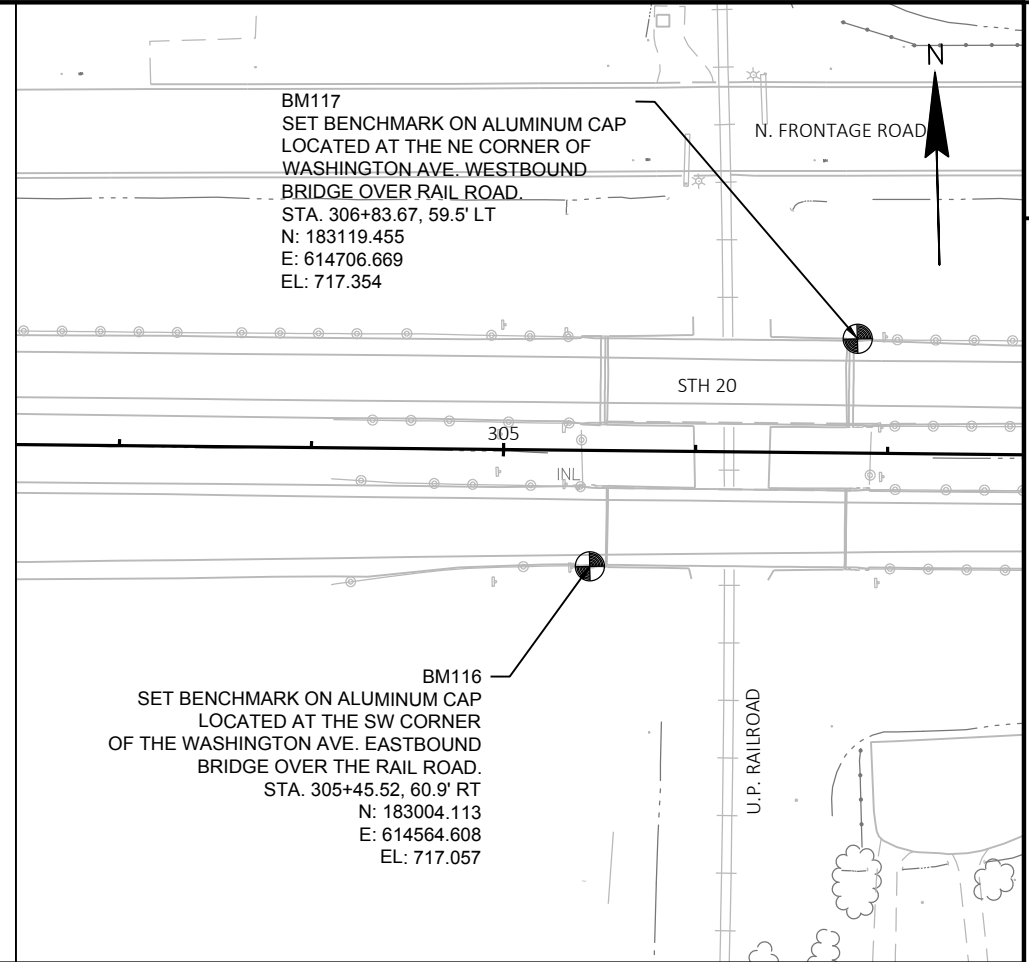 N
BM117
SET BENCHMARK ON ALUMINUM CAP
LOCATED AT THE NE CORNER OF
WASHINGTON AVE. WESTBOUND
BRIDGE OVER RAIL ROAD.
STA. 306+83.67, 59.5' LT
N: 183119.455
E: 614706.669
EL: 717.354
N. FRONTAGE ROAD
STH 20
305
INL
BM116
SET BENCHMARK ON ALUMINUM CAP
LOCATED AT THE SW CORNER
OF THE WASHINGTON AVE. EASTBOUND
BRIDGE OVER THE RAIL ROAD.
STA. 305+45.52, 60.9' RT
N: 183004.113
E: 614564.608
EL: 717.057
U.P. RAILROAD